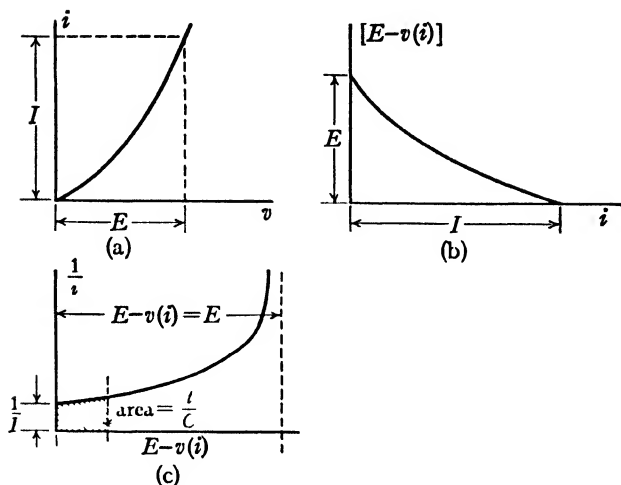 i
I
E
v
(a)
[E−v(i)]
E
I
i
(b)
1/i
E−v(i)=E
1/I
area = t/C
E−v(i)
(c)